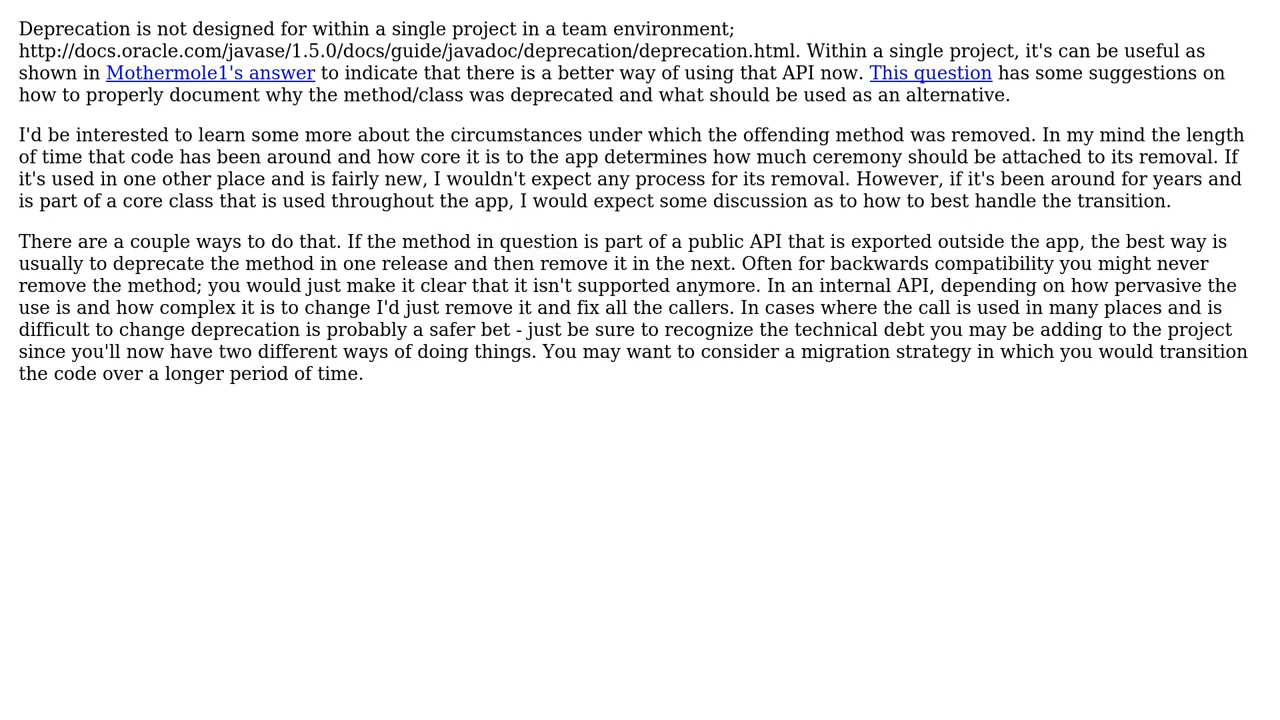 Deprecation is not designed for within a single project in a team environment;
http://docs.oracle.com/javase/1.5.0/docs/guide/javadoc/deprecation/deprecation.html. Within a single project, it's can be useful as
shown in Mothermole1's answer to indicate that there is a better way of using that API now. This question has some suggestions on
how to properly document why the method/class was deprecated and what should be used as an alternative.
I'd be interested to learn some more about the circumstances under which the offending method was removed. In my mind the length
of time that code has been around and how core it is to the app determines how much ceremony should be attached to its removal. If
it's used in one other place and is fairly new, I wouldn't expect any process for its removal. However, if it's been around for years and
is part of a core class that is used throughout the app, I would expect some discussion as to how to best handle the transition.
There are a couple ways to do that. If the method in question is part of a public API that is exported outside the app, the best way is
usually to deprecate the method in one release and then remove it in the next. Often for backwards compatibility you might never
remove the method; you would just make it clear that it isn't supported anymore. In an internal API, depending on how pervasive the
use is and how complex it is to change I'd just remove it and fix all the callers. In cases where the call is used in many places and is
difficult to change deprecation is probably a safer bet - just be sure to recognize the technical debt you may be adding to the project
since you'll now have two different ways of doing things. You may want to consider a migration strategy in which you would transition
the code over a longer period of time.